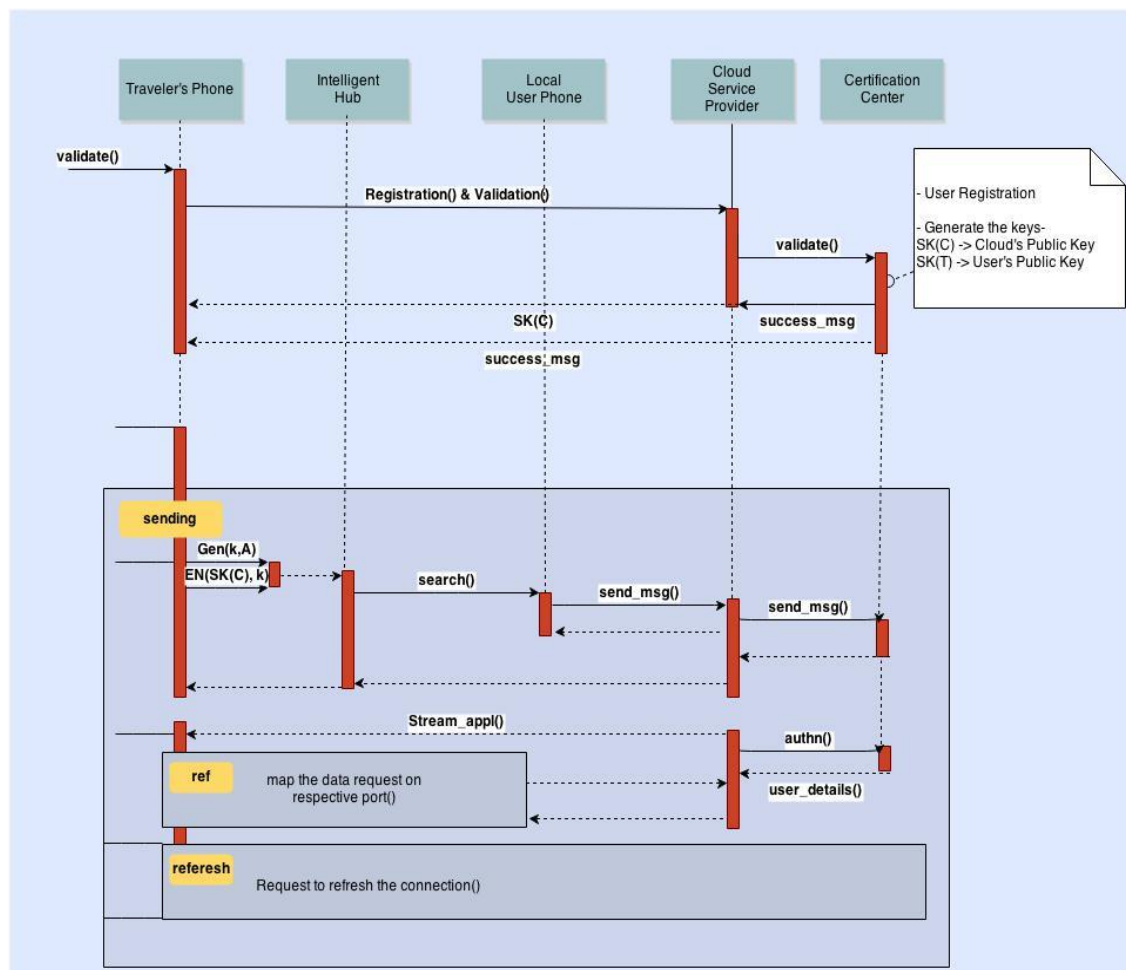 Traveler's Phone
Intelligent
Hub
Local
User Phone
Cloud
Service
Provider
Certification
Center
validate()
Registration() & Validation()
- User Registration
- Generate the keys-
SK(C) -> Cloud's Public Key
SK(T) -> User's Public Key
validate()
SK(C)
success_msg
success_msg
sending
Gen(k,A)
EN(SK(C), k)
search()
send_msg()
send_msg()
Stream_appl()
authn()
ref
map the data request on
respective port()
user_details()
referesh
Request to refresh the connection()